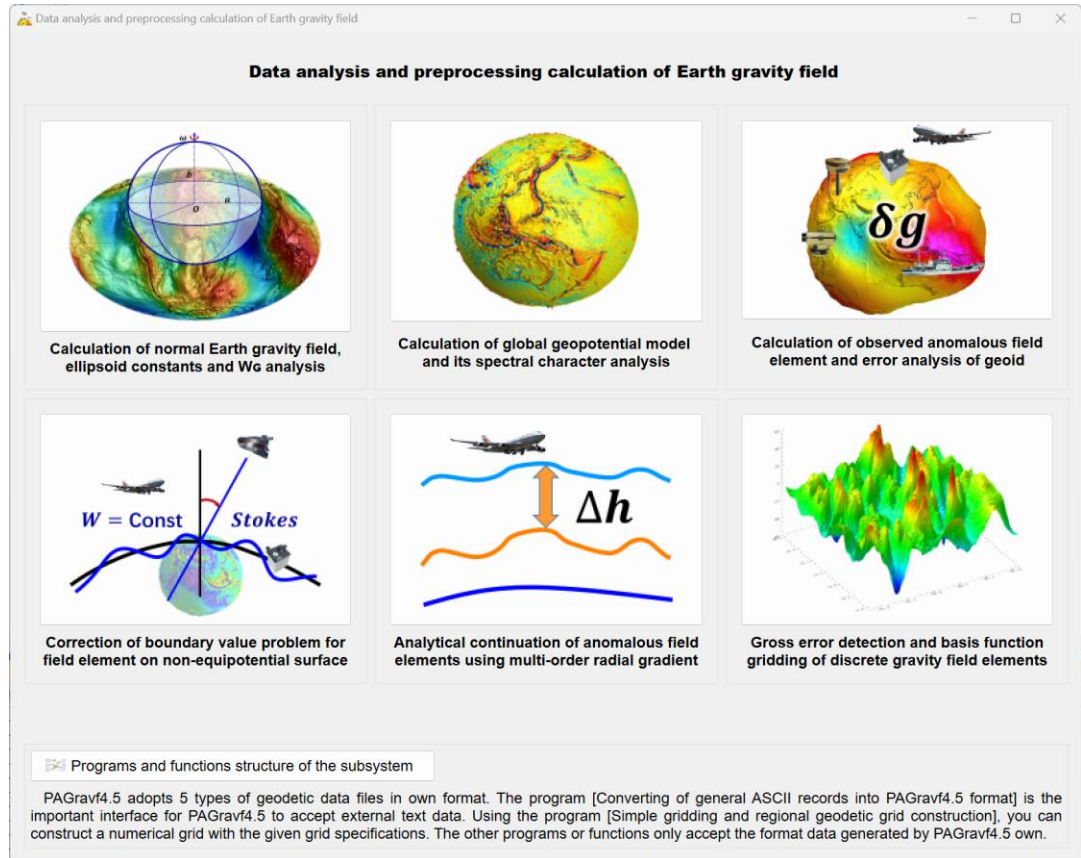 Data analysis and preprocessing calculation of Earth gravity field
Data analysis and preprocessing calculation of Earth gravity field
ω
b
a
O
δg
Calculation of normal Earth gravity field,
ellipsoid constants and WG analysis
Calculation of global geopotential model
and its spectral character analysis
Calculation of observed anomalous field
element and error analysis of geoid
W = Const
Stokes
Δh
Correction of boundary value problem for
field element on non-equipotential surface
Analytical continuation of anomalous field
elements using multi-order radial gradient
Gross error detection and basis function
gridding of discrete gravity field elements
Programs and functions structure of the subsystem
PAGravf4.5 adopts 5 types of geodetic data files in own format. The program [Converting of general ASCII records into PAGravf4.5 format] is the
important interface for PAGravf4.5 to accept external text data. Using the program [Simple gridding and regional geodetic grid construction], you can
construct a numerical grid with the given grid specifications. The other programs or functions only accept the format data generated by PAGravf4.5 own.